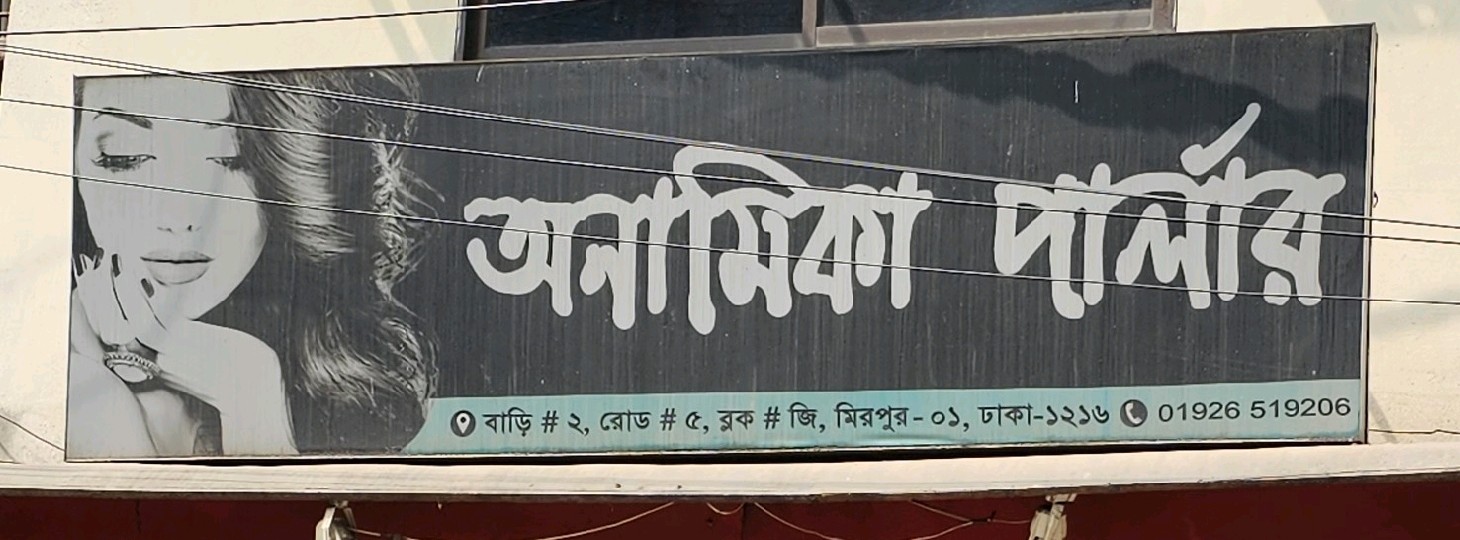 অনামিকা পার্লার
বাড়ি # ২, রোড # ৫, ব্লক # জি, মিরপুর - ০১, ঢাকা-১২১৬ 01926 519206